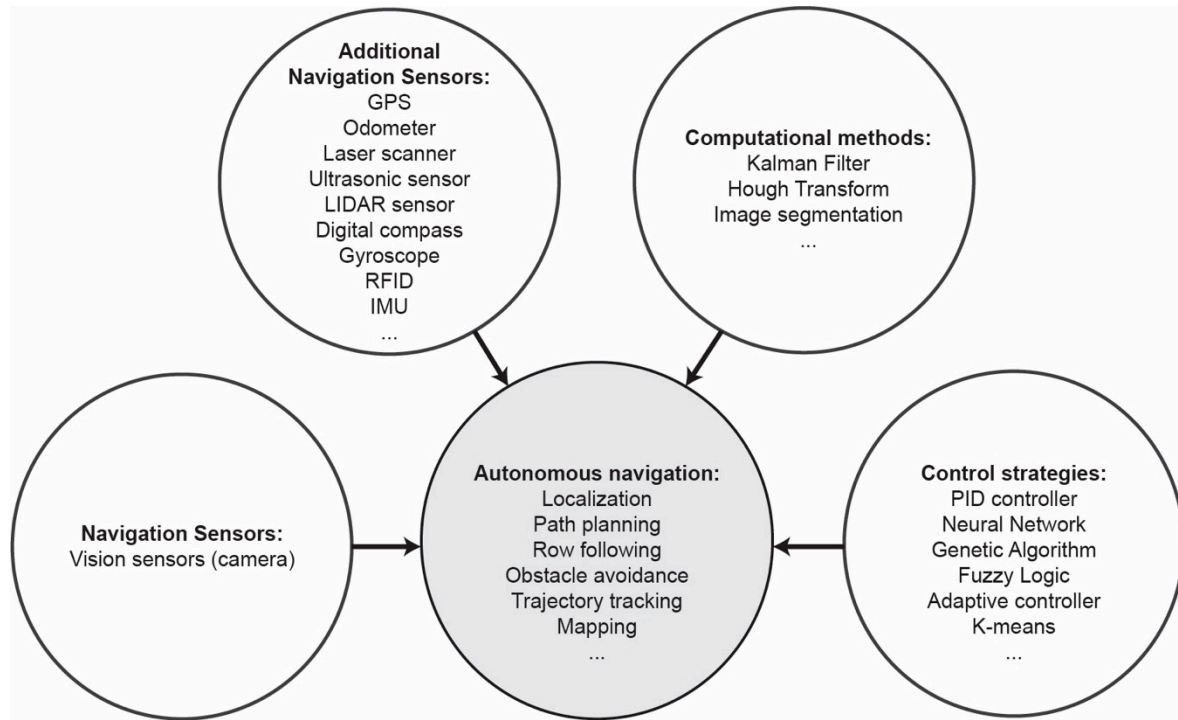 Additional
Navigation Sensors:
GPS
Odometer
Laser scanner
Ultrasonic sensor
LIDAR sensor
Digital compass
Gyroscope
RFID
IMU
...
Computational methods:
Kalman Filter
Hough Transform
Image segmentation
...
Navigation Sensors:
Vision sensors (camera)
Autonomous navigation:
Localization
Path planning
Row following
Obstacle avoidance
Trajectory tracking
Mapping
...
Control strategies:
PID controller
Neural Network
Genetic Algorithm
Fuzzy Logic
Adaptive controller
K-means
...